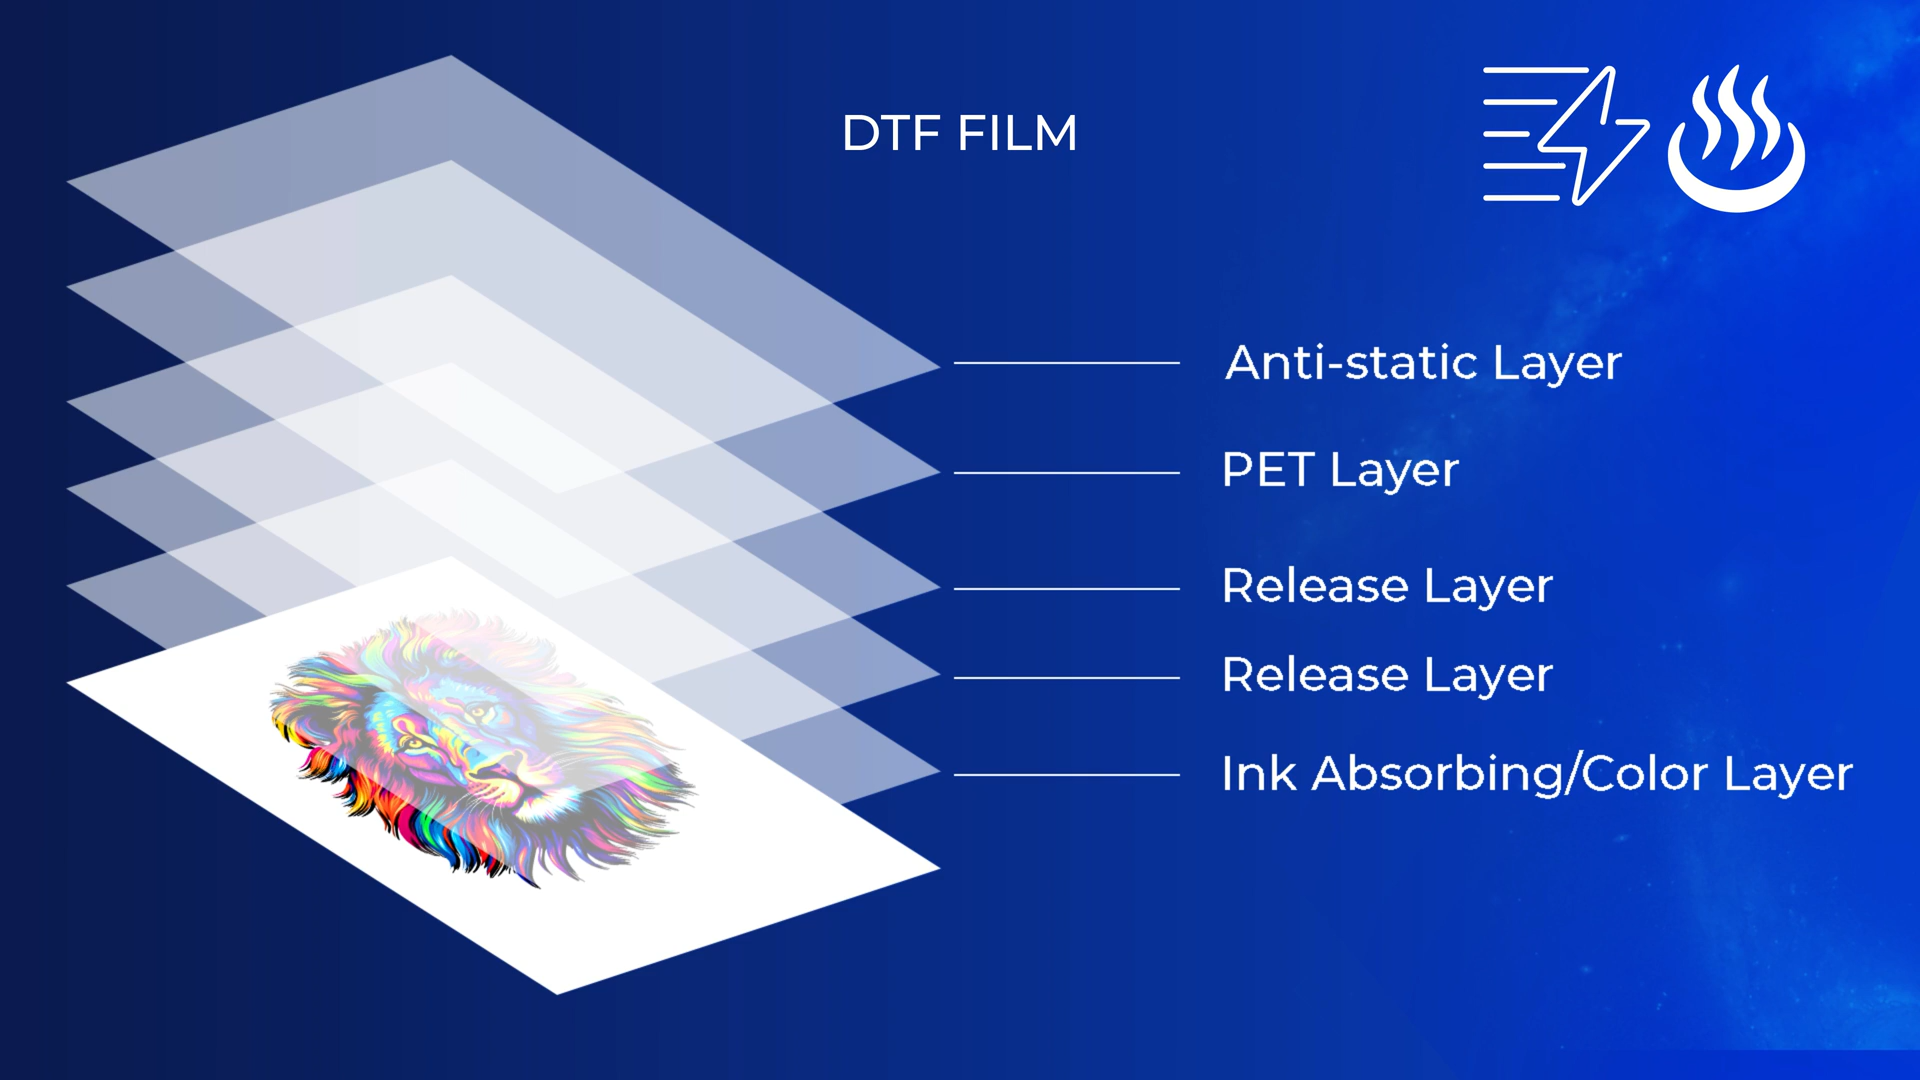 DTF FILM
Anti-static Layer
PET Layer
Release Layer
Release Layer
Ink Absorbing/Color Layer